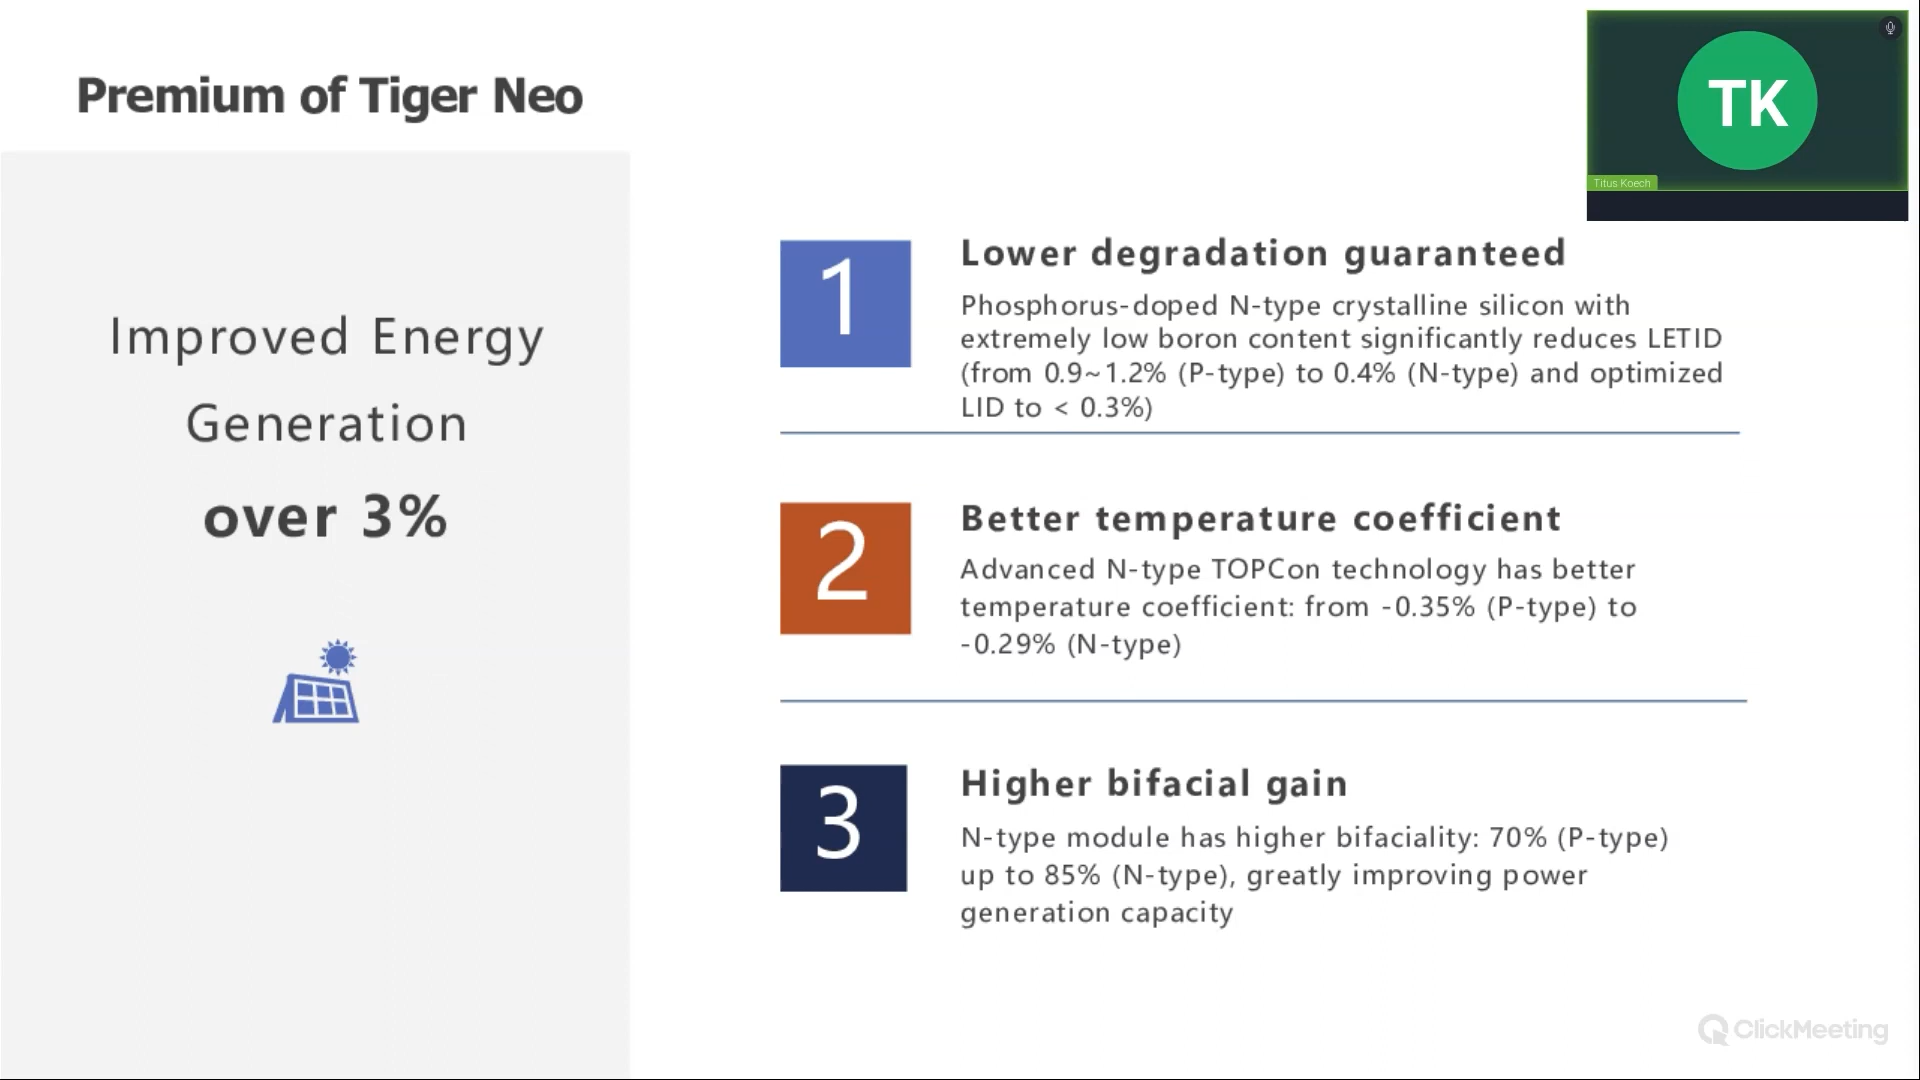 Premium of Tiger Neo
TK
Titus Koech
Improved Energy
Generation
over 3%
1
Lower degradation guaranteed
Phosphorus-doped N-type crystalline silicon with
extremely low boron content significantly reduces LETID
(from 0.9~1.2% (P-type) to 0.4% (N-type) and optimized
LID to < 0.3%)
2
Better temperature coefficient
Advanced N-type TOPCon technology has better
temperature coefficient: from -0.35% (P-type) to
-0.29% (N-type)
3
Higher bifacial gain
N-type module has higher bifaciality: 70% (P-type)
up to 85% (N-type), greatly improving power
generation capacity
ClickMeeting